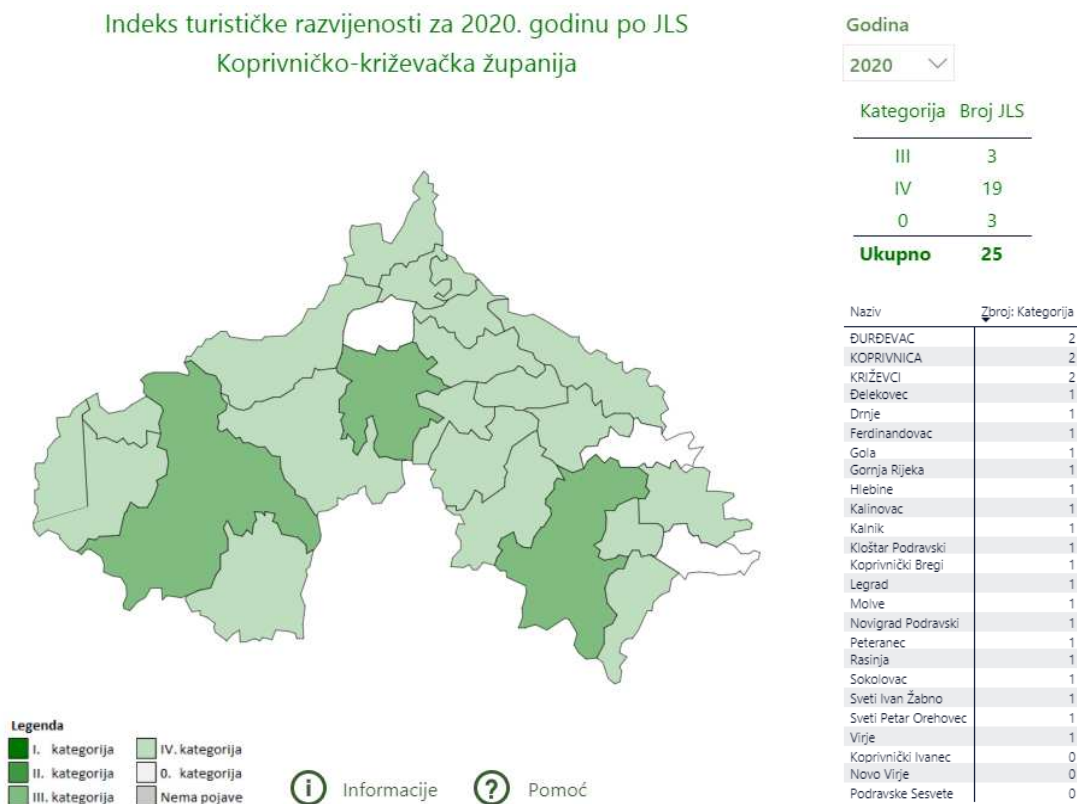 Indeks turističke razvijenosti za 2020. godinu po JLS
Koprivničko-križevačka županija
Godina
2020
Kategorija Broj JLS
III 3
IV 19
0 3
Ukupno 25
Naziv Zbroj: Kategorija
ĐURĐEVAC 2
KOPRIVNICA 2
KRIŽEVCI 2
Đelekovec 1
Drnje 1
Ferdinandovac 1
Gola 1
Gornja Rijeka 1
Hlebine 1
Kalinovac 1
Kalnik 1
Kloštar Podravski 1
Koprivnički Bregi 1
Legrad 1
Molve 1
Novigrad Podravski 1
Peteranec 1
Rasinja 1
Sokolovac 1
Sveti Ivan Žabno 1
Sveti Petar Orehovec 1
Virje 1
Koprivnički Ivanec 0
Novo Virje 0
Podravske Sesvete 0
Legenda
I. kategorija IV. kategorija
II. kategorija 0. kategorija
III. kategorija Nema pojave
i Informacije ? Pomoć